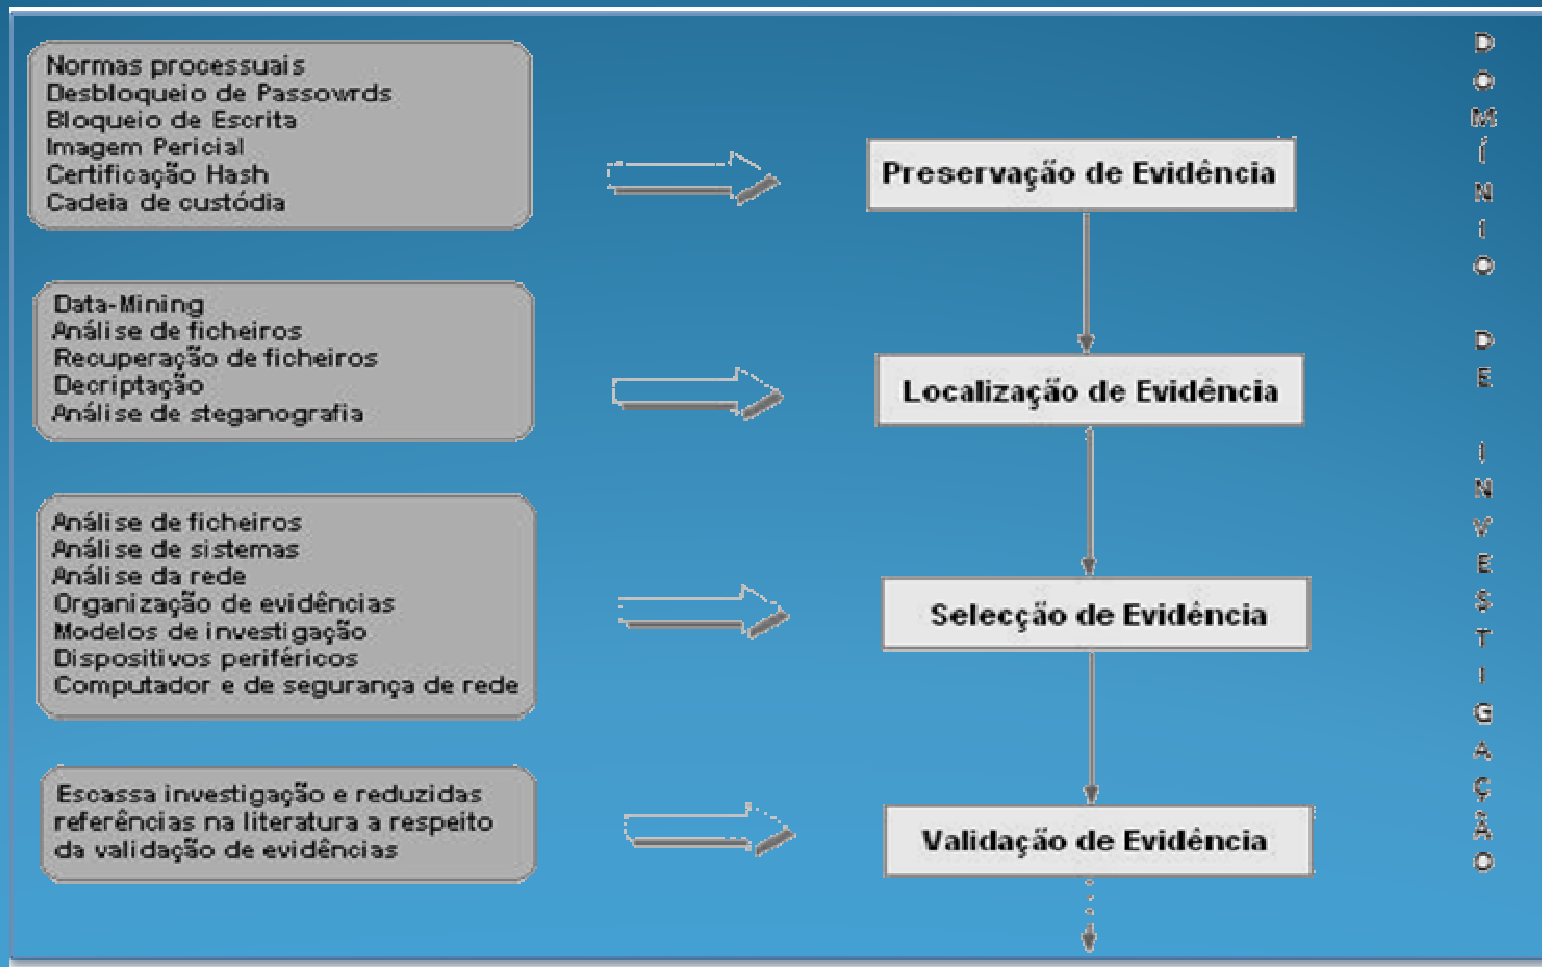 Normas processuais
Desbloqueio de Passowrds
Bloqueio de Escrita
Imagem Pericial
Certificação Hash
Cadeia de custódia
Preservação de Evidência
Data-Mining
Análise de ficheiros
Recuperação de ficheiros
Decriptação
Análise de steganografia
Localização de Evidência
Análise de ficheiros
Análise de sistemas
Análise da rede
Organização de evidências
Modelos de investigação
Dispositivos periféricos
Computador e de segurança de rede
Selecção de Evidência
Escassa investigação e reduzidas
referências na literatura a respeito
da validação de evidências
Validação de Evidência
DOMÍNIO DE INVESTIGAÇÃO